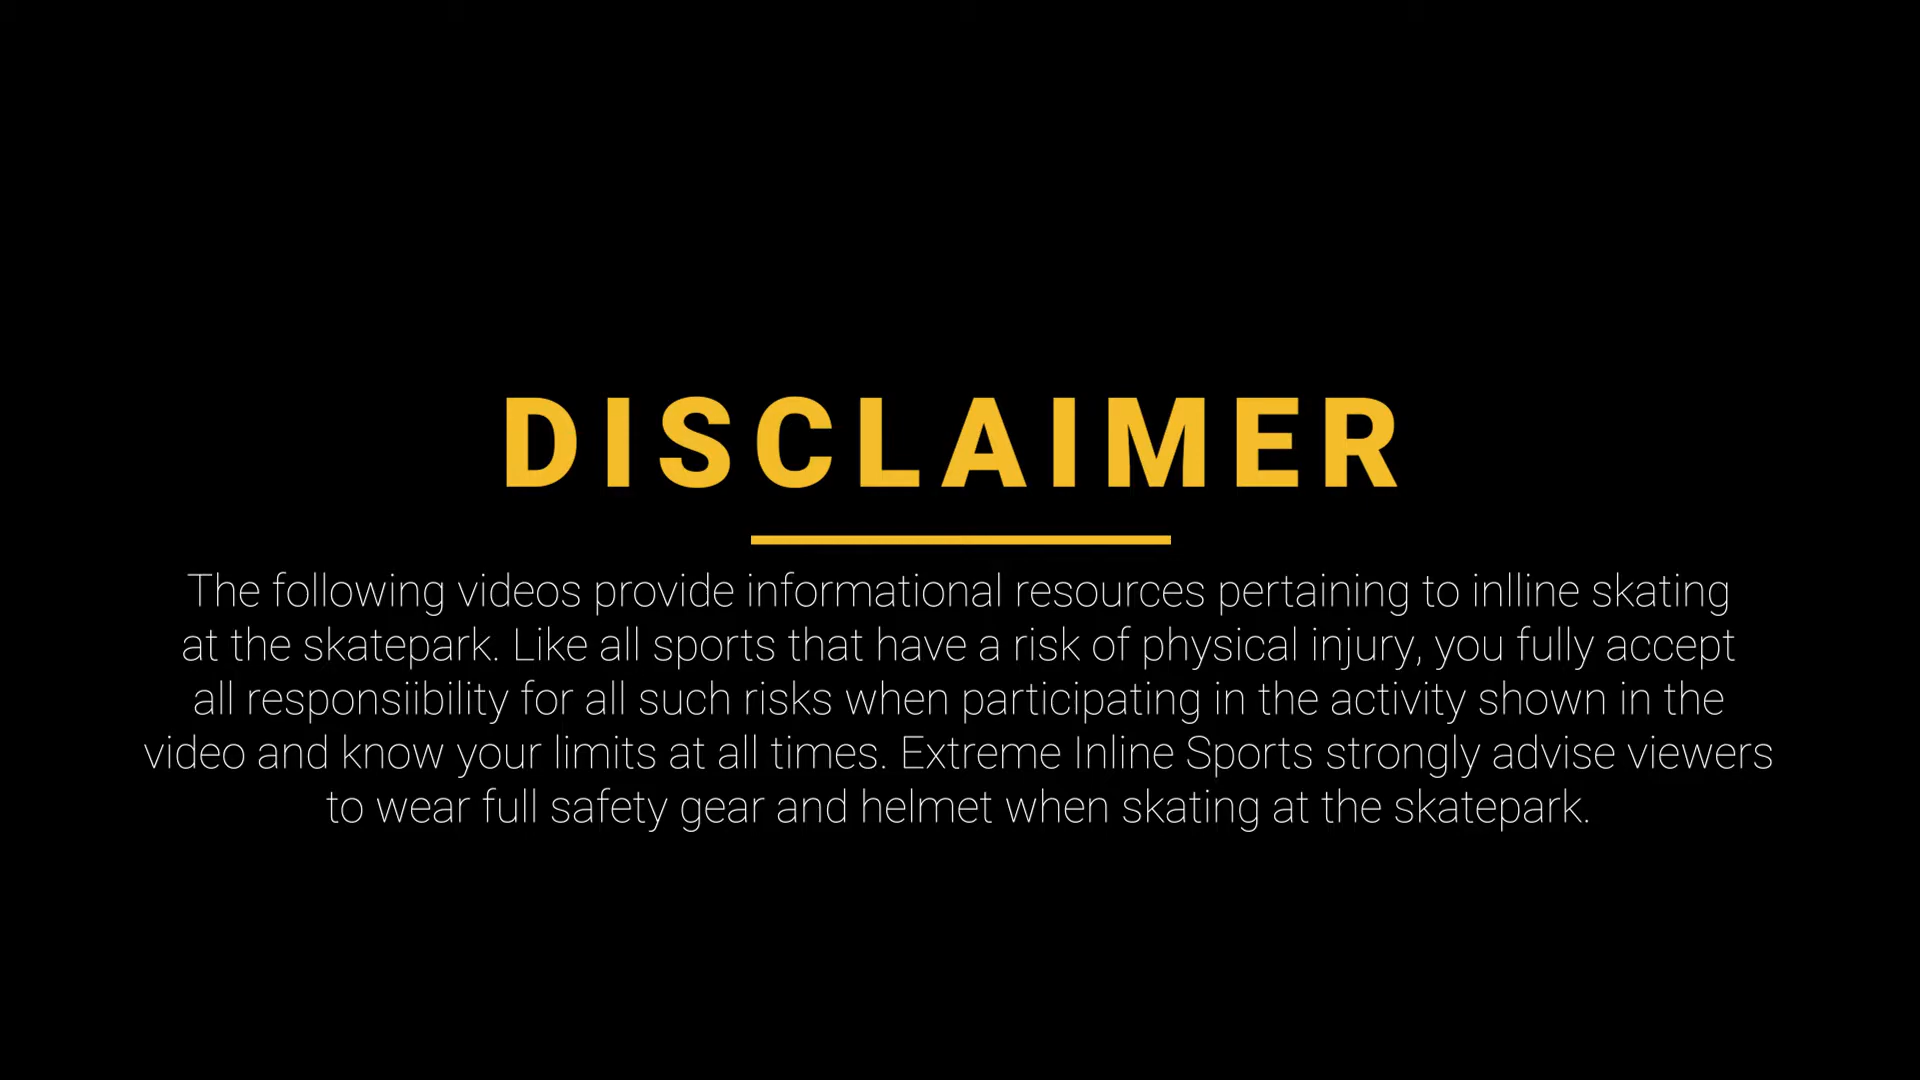 DISCLAIMER
The following videos provide informational resources pertaining to inlline skating
at the skatepark. Like all sports that have a risk of physical injury, you fully accept
all responsiibility for all such risks when participating in the activity shown in the
video and know your limits at all times. Extreme Inline Sports strongly advise viewers
to wear full safety gear and helmet when skating at the skatepark.